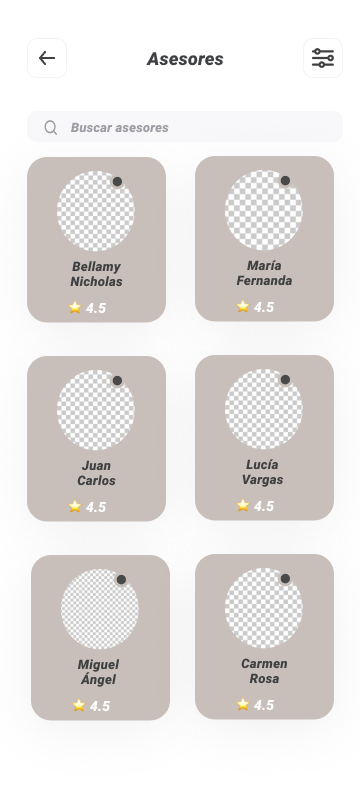 Asesores
Buscar asesores
Bellamy
Nicholas
4.5
María
Fernanda
4.5
Juan
Carlos
4.5
Lucía
Vargas
4.5
Miguel
Ángel
4.5
Carmen
Rosa
4.5